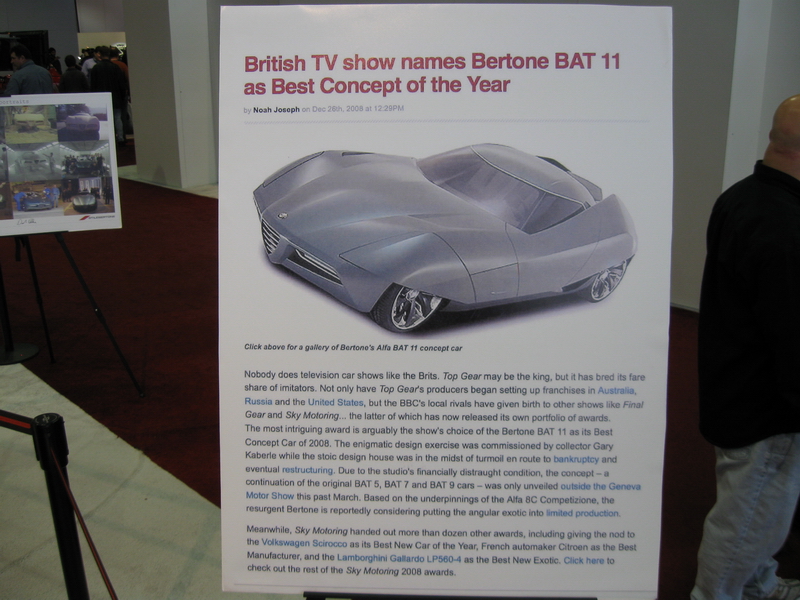 British TV show names Bertone BAT 11
as Best Concept of the Year
by Noah Joseph on Dec 26th, 2008 at 12:29PM
Click above for a gallery of Bertone's Alfa BAT 11 concept car
Nobody does television car shows like the Brits. Top Gear may be the king, but it has bred its fare
share of imitators. Not only have Top Gear's producers began setting up franchises in Australia,
Russia and the United States, but the BBC's local rivals have given birth to other shows like Final
Gear and Sky Motoring... the latter of which has now released its own portfolio of awards.
The most intriguing award is arguably the show's choice of the Bertone BAT 11 as its Best
Concept Car of 2008. The enigmatic design exercise was commissioned by collector Gary
Kaberle while the stoic design house was in the midst of turmoil en route to bankruptcy and
eventual restructuring. Due to the studio's financially distraught condition, the concept – a
continuation of the original BAT 5, BAT 7 and BAT 9 cars – was only unveiled outside the Geneva
Motor Show this past March. Based on the underpinnings of the Alfa 8C Competizione, the
resurgent Bertone is reportedly considering putting the angular exotic into limited production.
Meanwhile, Sky Motoring handed out more than dozen other awards, including giving the nod to
the Volkswagen Scirocco as its Best New Car of the Year, French automaker Citroen as the Best
Manufacturer, and the Lamborghini Gallardo LP560-4 as the Best New Exotic. Click here to
check out the rest of the Sky Motoring 2008 awards.